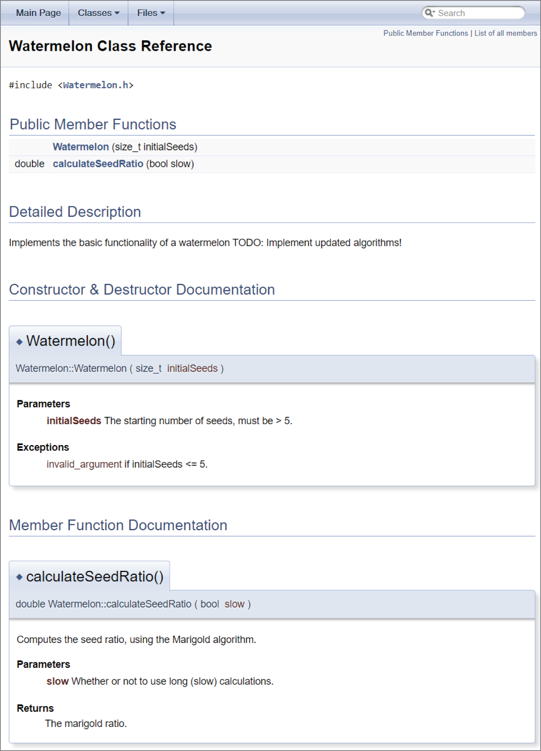 Main Page Classes Files Search
Public Member Functions | List of all members
Watermelon Class Reference
#include <Watermelon.h>
Public Member Functions
Watermelon (size_t initialSeeds)
double calculateSeedRatio (bool slow)
Detailed Description
Implements the basic functionality of a watermelon TODO: Implement updated algorithms!
Constructor & Destructor Documentation
Watermelon()
Watermelon::Watermelon ( size_t initialSeeds )
Parameters
initialSeeds The starting number of seeds, must be > 5.
Exceptions
invalid_argument if initialSeeds <= 5.
Member Function Documentation
calculateSeedRatio()
double Watermelon::calculateSeedRatio ( bool slow )
Computes the seed ratio, using the Marigold algorithm.
Parameters
slow Whether or not to use long (slow) calculations.
Returns
The marigold ratio.